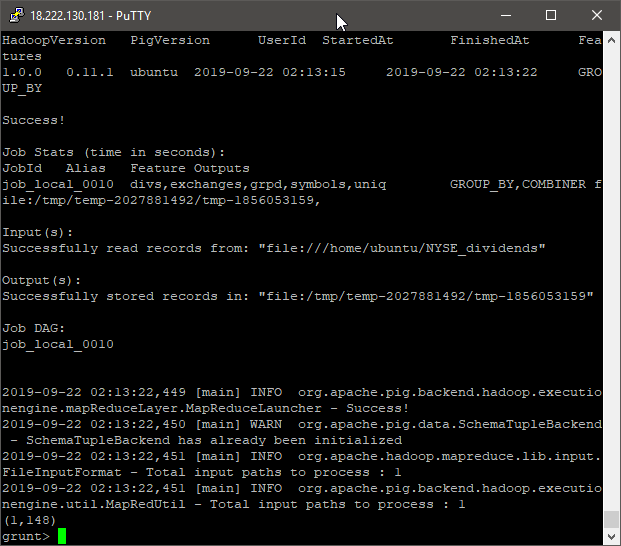 18.222.130.181 - PuTTY
HadoopVersion   PigVersion      UserId  StartedAt       FinishedAt      Fea
tures
1.0.0   0.11.1  ubuntu  2019-09-22 02:13:15     2019-09-22 02:13:22     GRO
UP_BY
Success!
Job Stats (time in seconds):
JobId   Alias   Feature Outputs
job_local_0010  divs,exchanges,grpd,symbols,uniq        GROUP_BY,COMBINER f
ile:/tmp/temp-2027881492/tmp-1856053159,
Input(s):
Successfully read records from: "file:///home/ubuntu/NYSE_dividends"
Output(s):
Successfully stored records in: "file:/tmp/temp-2027881492/tmp-1856053159"
Job DAG:
job_local_0010
2019-09-22 02:13:22,449 [main] INFO  org.apache.pig.backend.hadoop.executio
nengine.mapReduceLayer.MapReduceLauncher - Success!
2019-09-22 02:13:22,450 [main] WARN  org.apache.pig.data.SchemaTupleBackend
 - SchemaTupleBackend has already been initialized
2019-09-22 02:13:22,451 [main] INFO  org.apache.hadoop.mapreduce.lib.input.
FileInputFormat - Total input paths to process : 1
2019-09-22 02:13:22,451 [main] INFO  org.apache.pig.backend.hadoop.executio
nengine.util.MapRedUtil - Total input paths to process : 1
(1,148)
grunt>